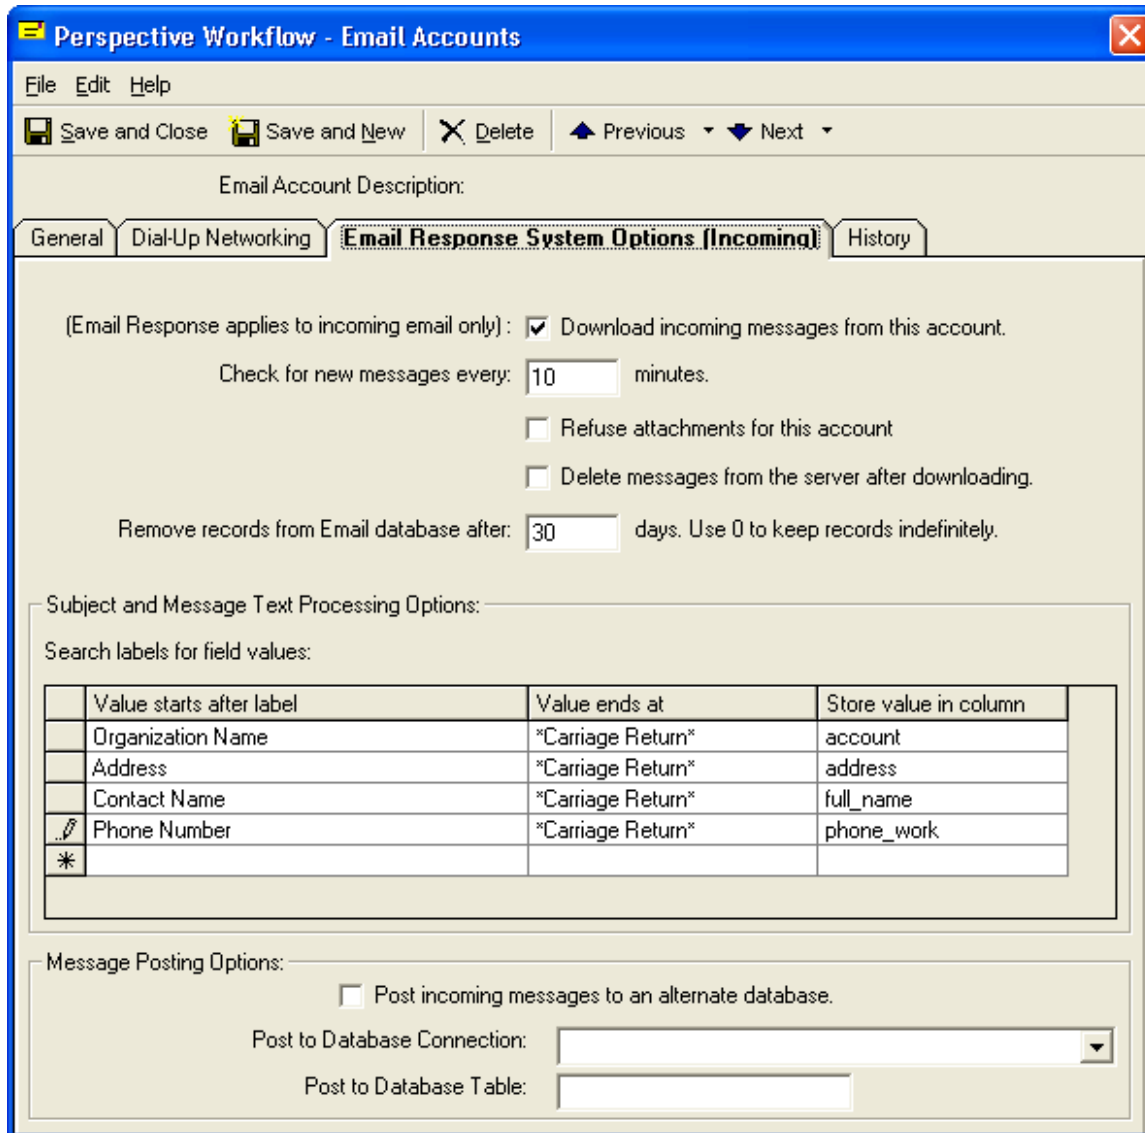 Perspective Workflow - Email Accounts
File Edit Help
Save and Close Save and New Delete Previous Next
Email Account Description:
General Dial-Up Networking Email Response System Options (Incoming) History
(Email Response applies to incoming email only) : Download incoming messages from this account.
Check for new messages every: 10 minutes.
Refuse attachments for this account
Delete messages from the server after downloading.
Remove records from Email database after: 30 days. Use 0 to keep records indefinitely.
Subject and Message Text Processing Options:
Search labels for field values:
Value starts after label Value ends at Store value in column
Organization Name *Carriage Return* account
Address *Carriage Return* address
Contact Name *Carriage Return* full_name
Phone Number *Carriage Return* phone_work
Message Posting Options:
Post incoming messages to an alternate database.
Post to Database Connection:
Post to Database Table: